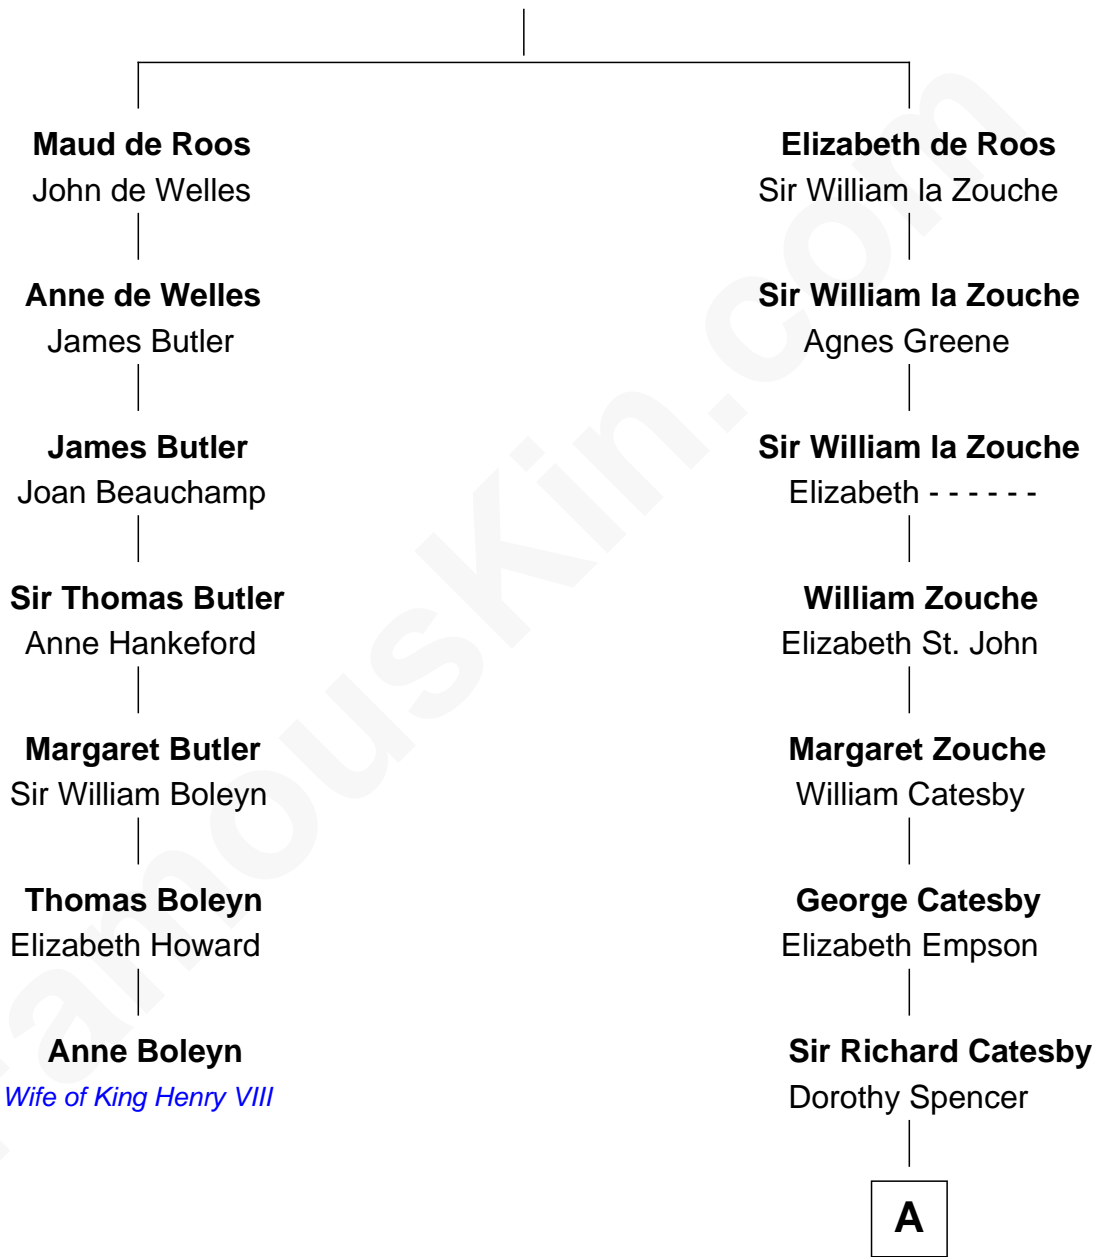 Maud de Roos
John de Welles
Elizabeth de Roos
Sir William la Zouche
Anne de Welles
James Butler
Sir William la Zouche
Agnes Greene
James Butler
Joan Beauchamp
Sir William la Zouche
Elizabeth - - - - - -
Sir Thomas Butler
Anne Hankeford
William Zouche
Elizabeth St. John
Margaret Butler
Sir William Boleyn
Margaret Zouche
William Catesby
Thomas Boleyn
Elizabeth Howard
George Catesby
Elizabeth Empson
Anne Boleyn
Wife of King Henry VIII
Sir Richard Catesby
Dorothy Spencer
A
FamousKin.com